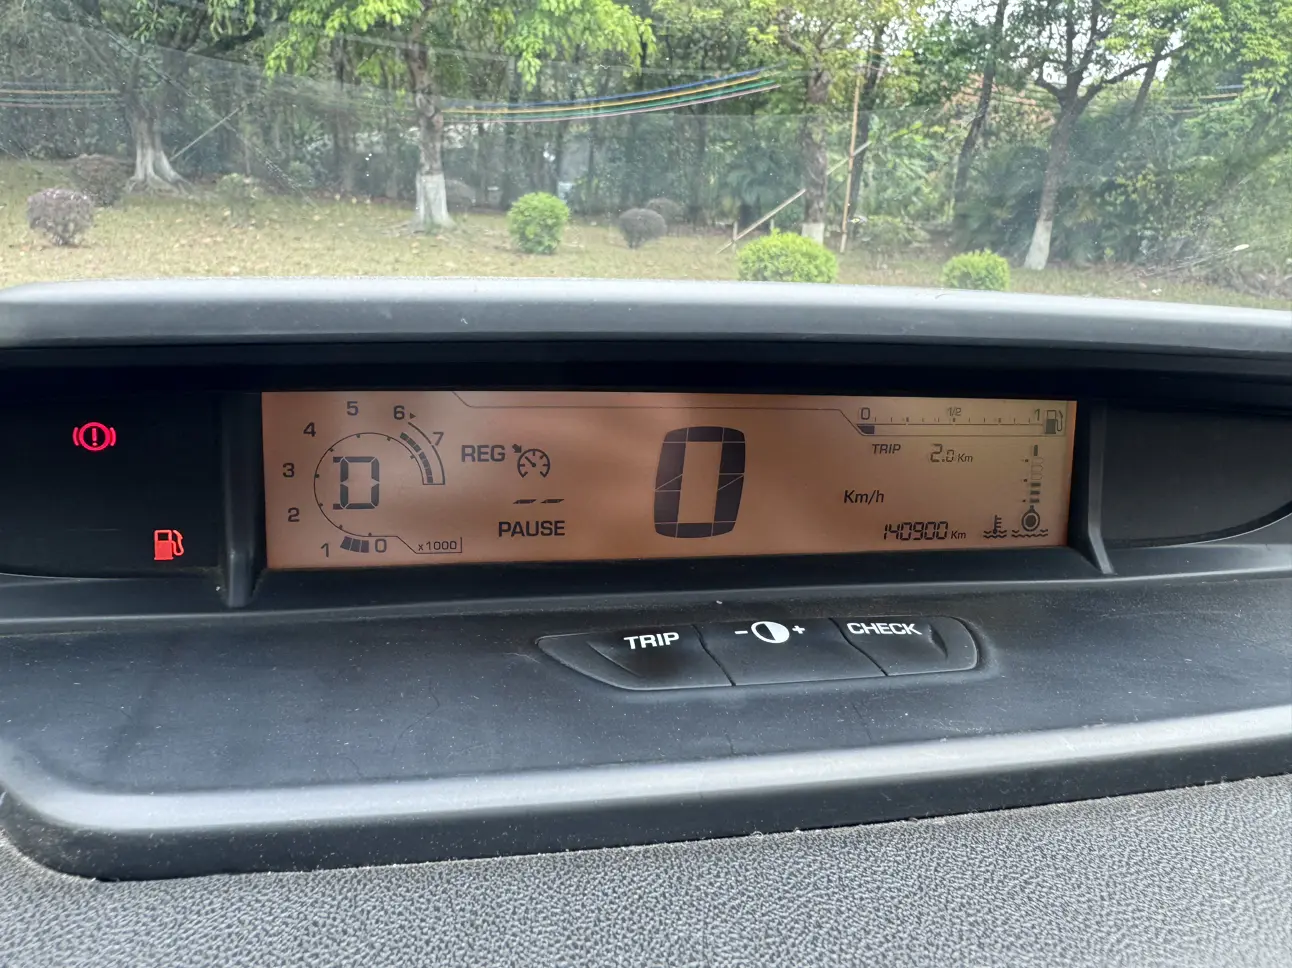 5
6
4
7
3
D
2
1
0
x1000
REG
--
PAUSE
0
Km/h
0 1/2 1
TRIP 2.0 Km
140900 Km
TRIP
- +
CHECK